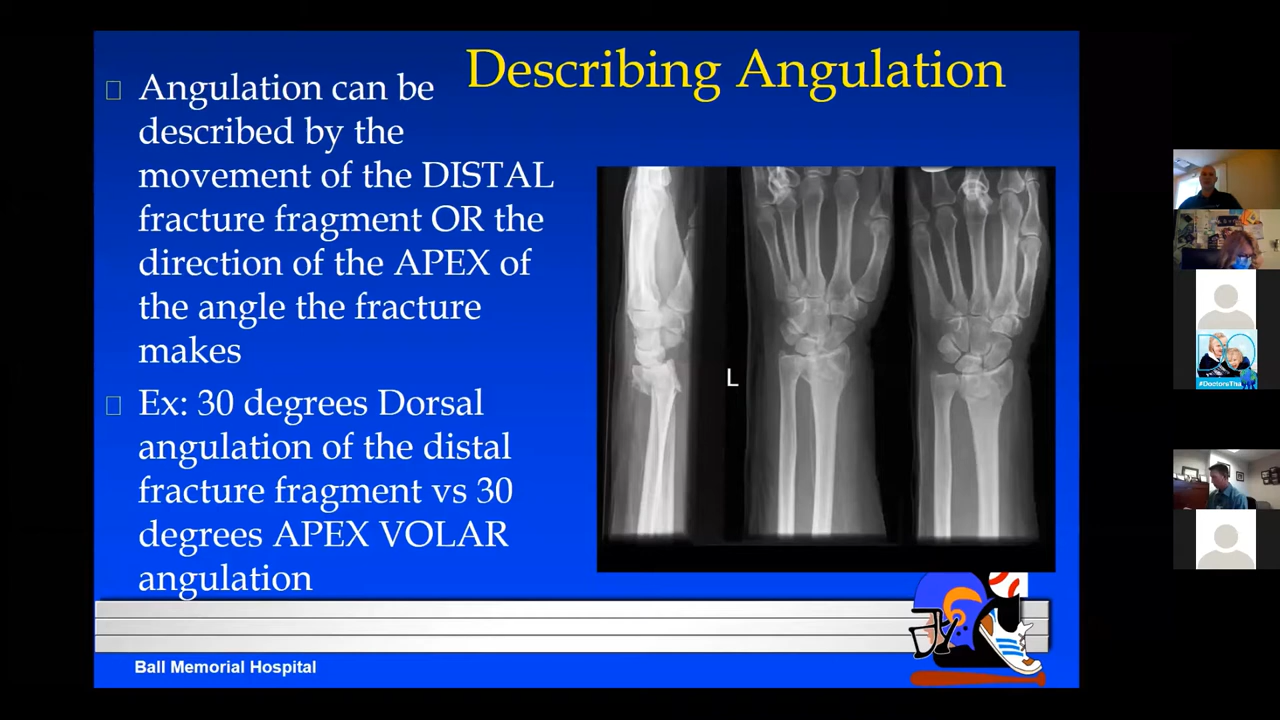 Describing Angulation
Angulation can be
described by the
movement of the DISTAL
fracture fragment OR the
direction of the APEX of
the angle the fracture
makes
Ex: 30 degrees Dorsal
angulation of the distal
fracture fragment vs 30
degrees APEX VOLAR
angulation
L
Ball Memorial Hospital
#DoctorsTha